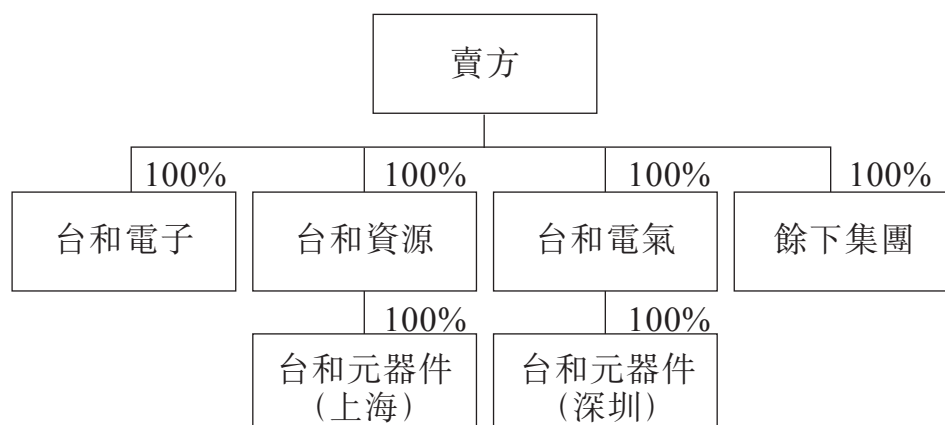 賣方
100% 100% 100% 100%
台和電子 台和資源 台和電氣 餘下集團
100% 100%
台和元器件 台和元器件
(上海) (深圳)